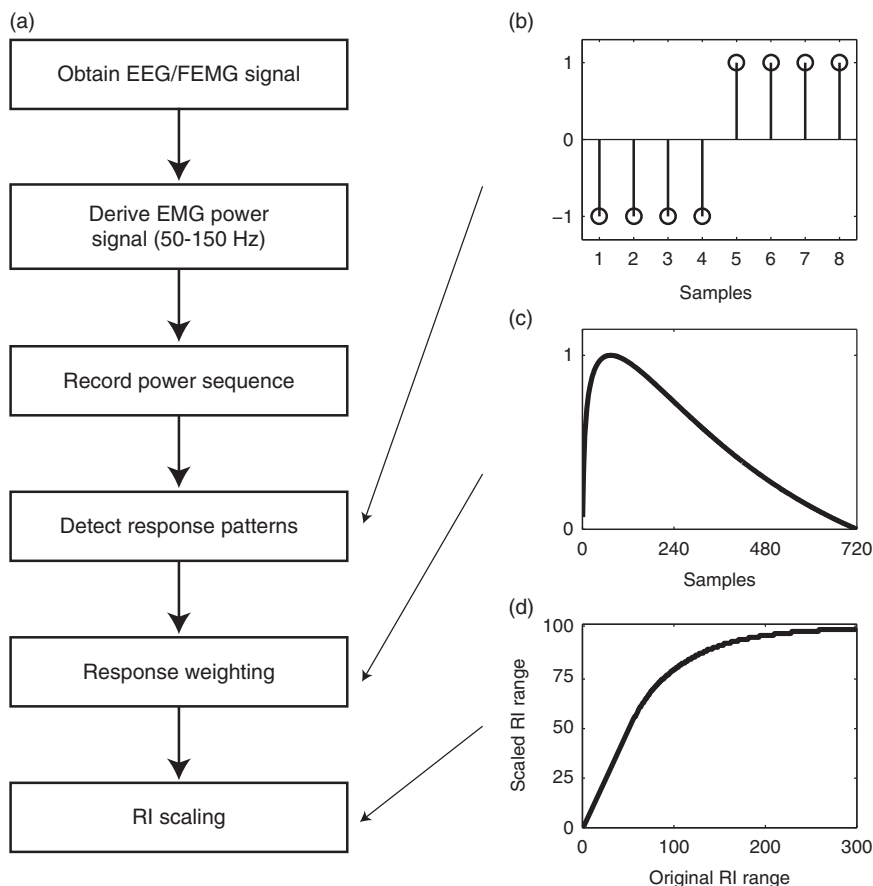 (a)
Obtain EEG/FEMG signal
Derive EMG power
signal (50-150 Hz)
Record power sequence
Detect response patterns
Response weighting
RI scaling
(b)
1
0
−1
1 2 3 4 5 6 7 8
Samples
(c)
1
0
0 240 480 720
Samples
(d)
Scaled RI range
100
75
50
25
0
0 100 200 300
Original RI range